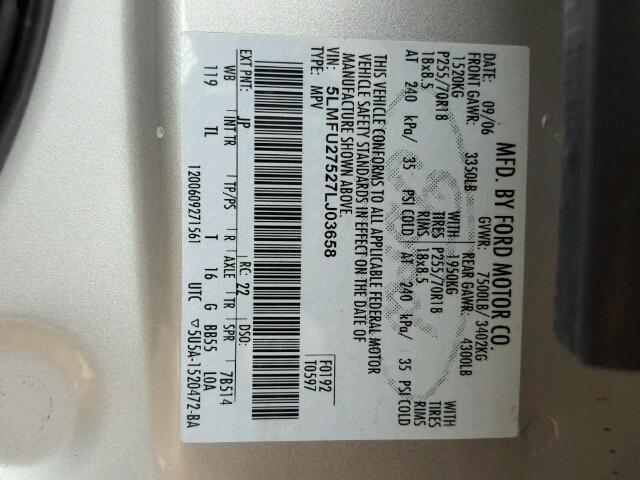 MFD. BY FORD MOTOR CO.
DATE: 09/06 GVWR: 7500LB/ 3402KG
FRONT GAWR: 3350LB REAR GAWR: 4300LB
1520KG WITH 1950KG WITH
P255/70R18 TIRES P255/70R18 TIRES
18x8.5 RIMS 18x8.5 RIMS
AT 240 kPa/ 35 PSI COLD AT 240 kPa/ 35 PSI COLD
THIS VEHICLE CONFORMS TO ALL APPLICABLE FEDERAL MOTOR
VEHICLE SAFETY STANDARDS IN EFFECT ON THE DATE OF
MANUFACTURE SHOWN ABOVE.
VIN: 5LMFU27527LJ03658 F0192
TYPE: MPV T0597
EXT PNT: JP RC: 22 DSO:
WB INT TR TP/PS R AXLE TR SPR 7B514
119 TL T 16 G BB55 L0A
1200609271561 UTC ▽5U5A-1520472-BA